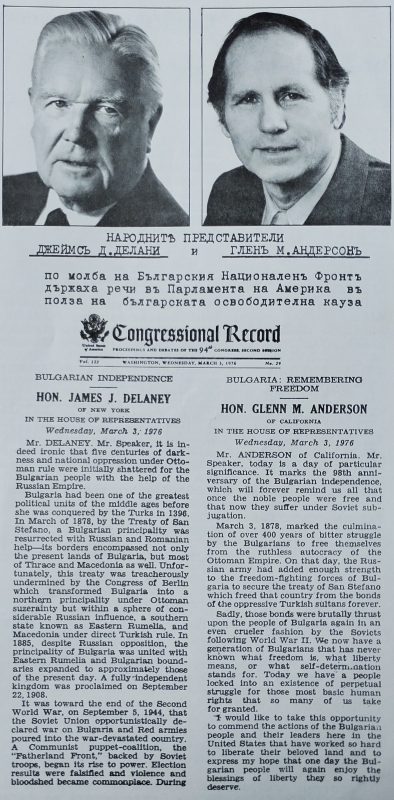 НАРОДНИТѢ ПРЕДСТАВИТЕЛИ
ДЖЕЙМСЪ Д.ДЕЛАНИ и ГЛЕНЪ М.АНДЕРСОНЪ
по молба на Българския Националенъ Фронтъ
държаха речи въ Парламента на Америка въ
полза на българската освободителна кауза
United States
of America
Congressional Record
PROCEEDINGS AND DEBATES OF THE 94th CONGRESS, SECOND SESSION
Vol. 122
WASHINGTON, WEDNESDAY, MARCH 3, 1976
No. 29
BULGARIAN INDEPENDENCE
HON. JAMES J. DELANEY
OF NEW YORK
IN THE HOUSE OF REPRESENTATIVES
Wednesday, March 3, 1976
Mr. DELANEY. Mr. Speaker, it is in-
deed ironic that five centuries of dark-
ness and national oppression under Otto-
man rule were initially shattered for the
Bulgarian people with the help of the
Russian Empire.
Bulgaria had been one of the greatest
political units of the middle ages before
she was conquered by the Turks in 1396.
In March of 1878, by the Treaty of San
Stefano, a Bulgarian principality was
resurrected with Russian and Romanian
help—its borders encompassed not only
the present lands of Bulgaria, but most
of Thrace and Macedonia as well. Unfor-
tunately, this treaty was treacherously
undermined by the Congress of Berlin
which transformed Bulgaria into a
northern principality under Ottoman
suzerainty but within a sphere of con-
siderable Russian influence, a southern
state known as Eastern Rumelia, and
Macedonia under direct Turkish rule. In
1885, despite Russian opposition, the
principality of Bulgaria was united with
Eastern Rumelia and Bulgarian bound-
aries expanded to approximately those
of the present day. A fully independent
kingdom was proclaimed on September
22, 1908.
It was toward the end of the Second
World War, on September 5, 1944, that
the Soviet Union opportunistically de-
clared war on Bulgaria and Red armies
poured into the war-devastated country.
A Communist puppet-coalition, the
"Fatherland Front," backed by Soviet
troops, began its rise to power. Election
results were falsified and violence and
bloodshed became commonplace. During
BULGARIA: REMEMBERING
FREEDOM
HON. GLENN M. ANDERSON
OF CALIFORNIA
IN THE HOUSE OF REPRESENTATIVES
Wednesday, March 3, 1976
Mr. ANDERSON of California. Mr.
Speaker, today is a day of particular
significance. It marks the 98th anni-
versary of the Bulgarian independence,
which will forever remind us all that
once the noble people were free and
that now they suffer under Soviet sub-
jugation.
March 3, 1878, marked the culmina-
tion of over 400 years of bitter struggle
by the Bulgarians to free themselves
from the ruthless autocracy of the
Ottoman Empire. On that day, the Rus-
sian army had added enough strength
to the freedom-fighting forces of Bul-
garia to secure the treaty of San Stefano
which freed that country from the bonds
of the oppressive Turkish sultans forever.
Sadly, those bonds were brutally thrust
upon the people of Bulgaria again in an
even crueler fashion by the Soviets
following World War II. We now have a
generation of Bulgarians that has never
known what freedom is, what liberty
means, or what self-determination
stands for. Today we have a people
locked into an existence of perpetual
struggle for those most basic human
rights that so many of us take
for granted.
I would like to take this opportunity
to commend the actions of the Bulgarian
people and their leaders here in the
United States that have worked so hard
to liberate their beloved land and to
express my hope that one day the Bul-
garian people will again enjoy the
blessings of liberty they so rightly
deserve.